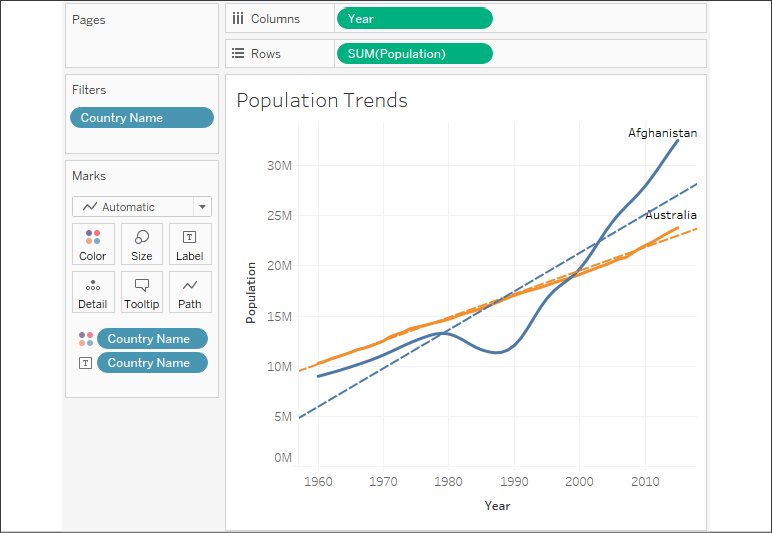 Pages
Columns
Year
Rows
SUM(Population)
Filters
Country Name
Marks
Automatic
Color
Size
Label
Detail
Tooltip
Path
Country Name
T
Country Name
Population Trends
Afghanistan
Australia
Population
30M
25M
20M
15M
10M
5M
0M
1960 1970 1980 1990 2000 2010
Year